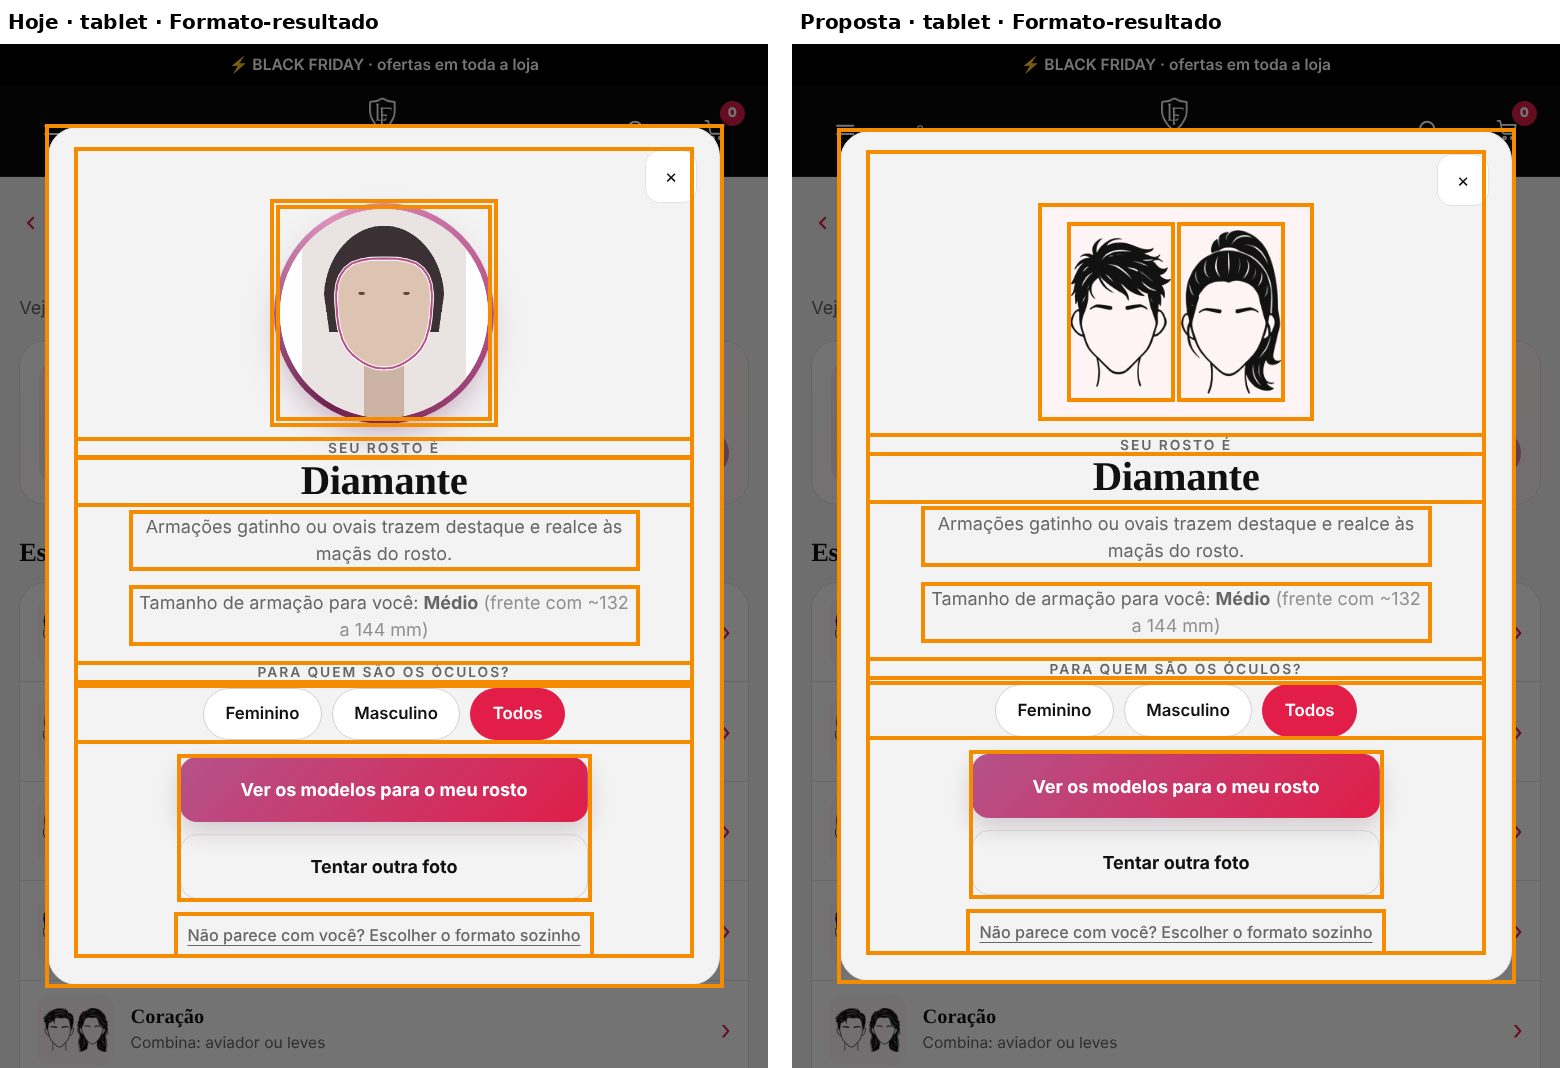 Hoje · tablet · Formato-resultado
⚡ BLACK FRIDAY · ofertas em toda a loja
LF
0
×
Vej
SEU ROSTO É
Diamante
Armações gatinho ou ovais trazem destaque e realce às
maçãs do rosto.
Tamanho de armação para você: Médio (frente com ~132
a 144 mm)
Es
PARA QUEM SÃO OS ÓCULOS?
Feminino
Masculino
Todos
Ver os modelos para o meu rosto
Tentar outra foto
Não parece com você? Escolher o formato sozinho
Coração
Combina: aviador ou leves
Proposta · tablet · Formato-resultado
⚡ BLACK FRIDAY · ofertas em toda a loja
LF
0
×
Vej
SEU ROSTO É
Diamante
Armações gatinho ou ovais trazem destaque e realce às
maçãs do rosto.
Tamanho de armação para você: Médio (frente com ~132
a 144 mm)
Es
PARA QUEM SÃO OS ÓCULOS?
Feminino
Masculino
Todos
Ver os modelos para o meu rosto
Tentar outra foto
Não parece com você? Escolher o formato sozinho
Coração
Combina: aviador ou leves